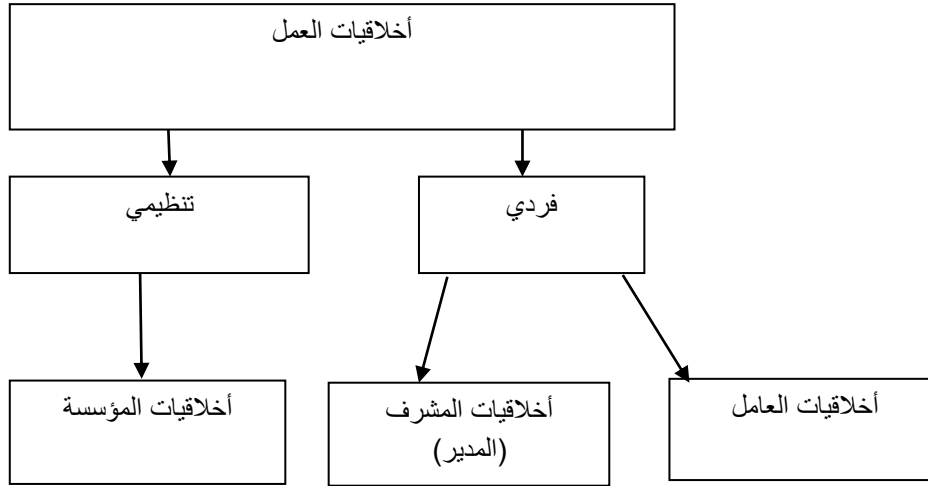 أخلاقيات العمل
فردي
تنظيمي
أخلاقيات العامل
أخلاقيات المشرف
(المدير)
أخلاقيات المؤسسة